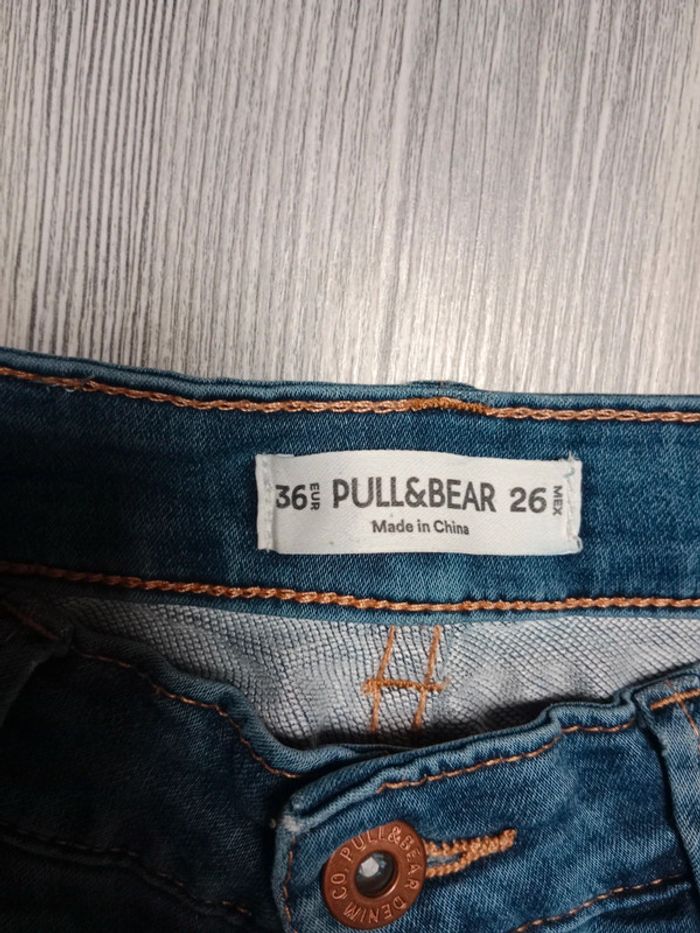 36 EUR PULL&BEAR 26 MEX
Made in China
PULL&BEAR DENIM CO.